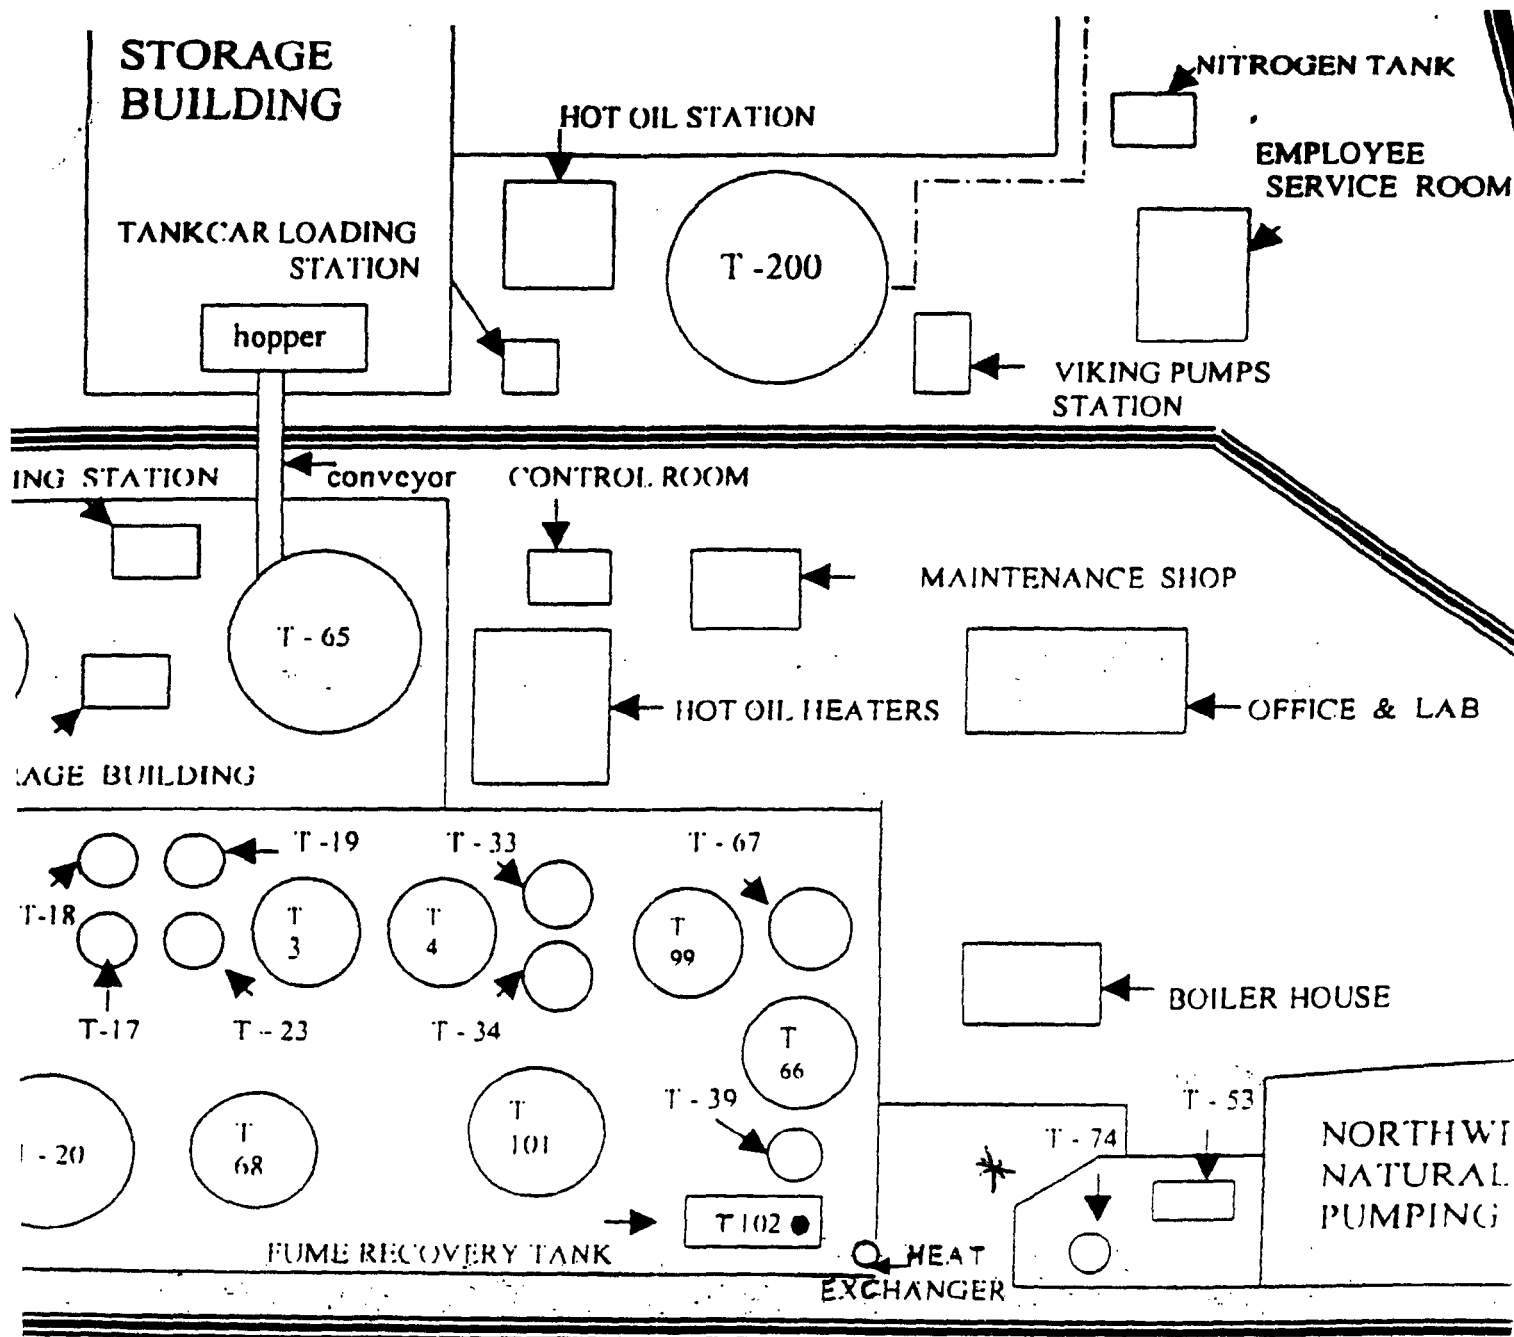 STORAGE
BUILDING
NITROGEN TANK
HOT OIL STATION
EMPLOYEE
SERVICE ROOM
TANKCAR LOADING
STATION
T -200
hopper
VIKING PUMPS
STATION
ING STATION
conveyor
CONTROL ROOM
MAINTENANCE SHOP
T - 65
HOT OIL HEATERS
OFFICE & LAB
AGE BUILDING
T -19
T - 33
T - 67
T-18
T
3
T
4
T
99
T-17
T - 23
T - 34
BOILER HOUSE
T
66
T - 39
T - 53
- 20
T
68
T
101
T - 74
NORTHWE
NATURAL
PUMPING
T 102
FUME RECOVERY TANK
HEAT
EXCHANGER